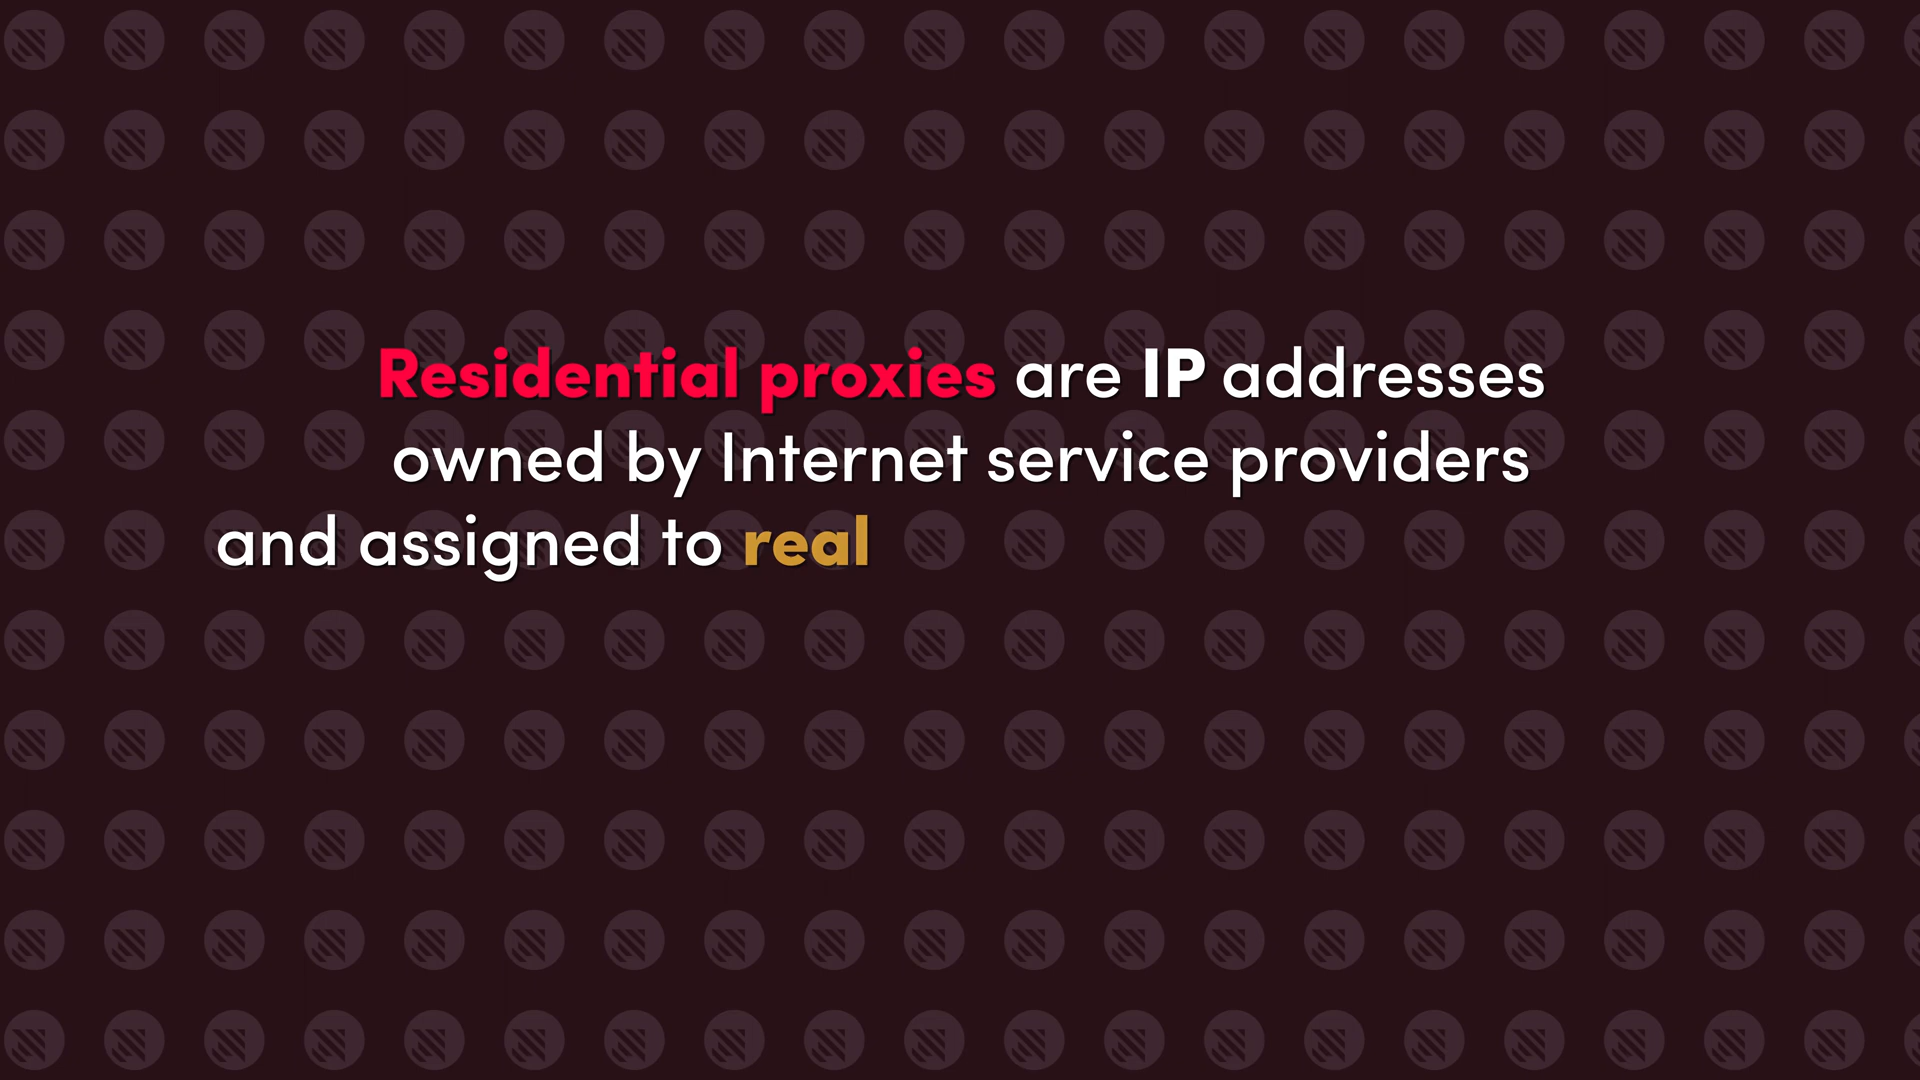 Residential proxies are IP addresses
owned by Internet service providers
and assigned to real